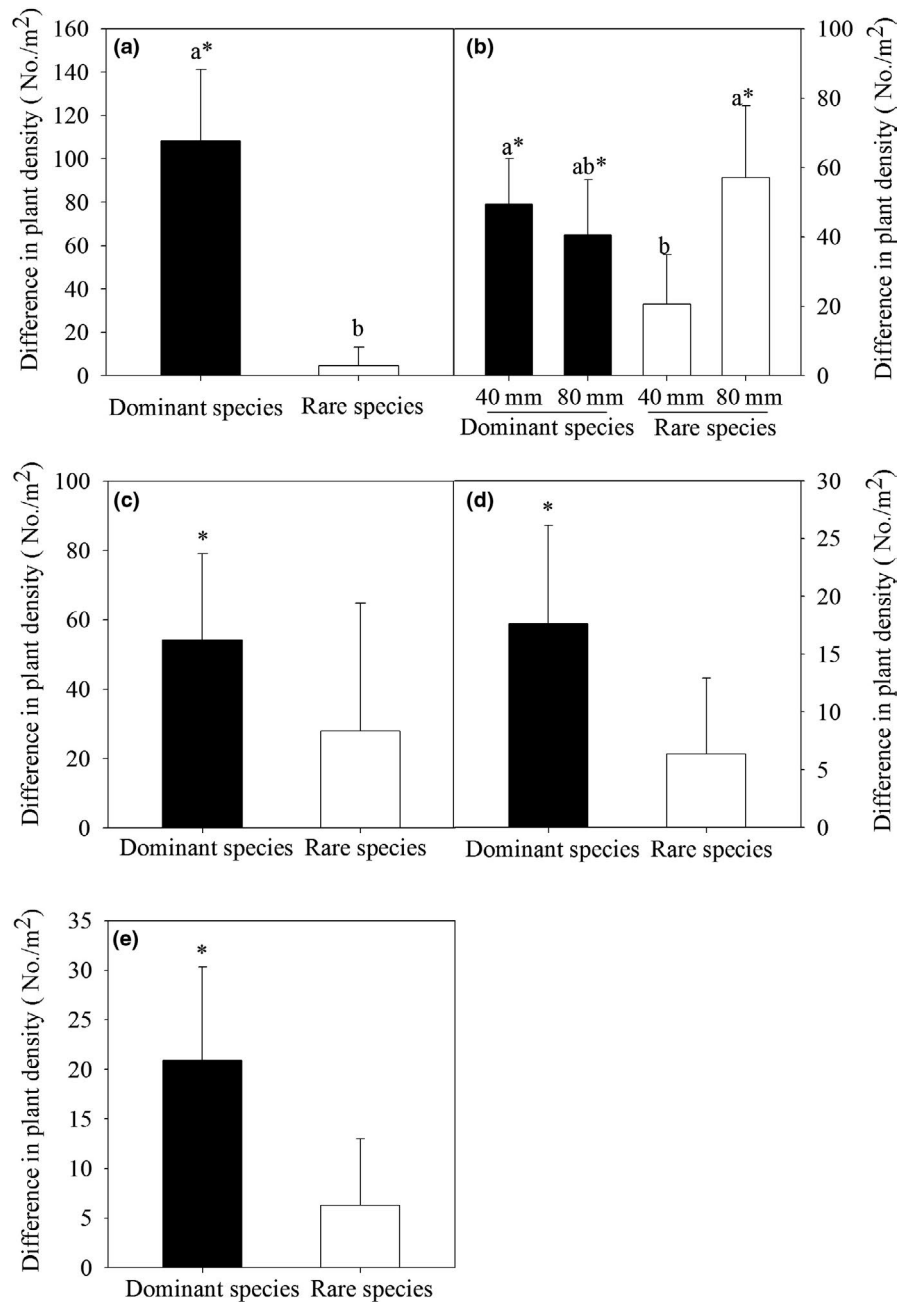 Difference in plant density ( No./m²)
160
140
120
100
80
60
40
20
0
(a)
a*
b
Dominant species
Rare species
(b)
a*
ab*
b
a*
40 mm
80 mm
40 mm
80 mm
Dominant species
Rare species
100
80
60
40
20
0
Difference in plant density ( No./m²)
Difference in plant density ( No./m²)
100
80
60
40
20
0
(c)
*
Dominant species
Rare species
(d)
*
Dominant species
Rare species
30
25
20
15
10
5
0
Difference in plant density ( No./m²)
Difference in plant density ( No./m²)
35
30
25
20
15
10
5
0
(e)
*
Dominant species
Rare species